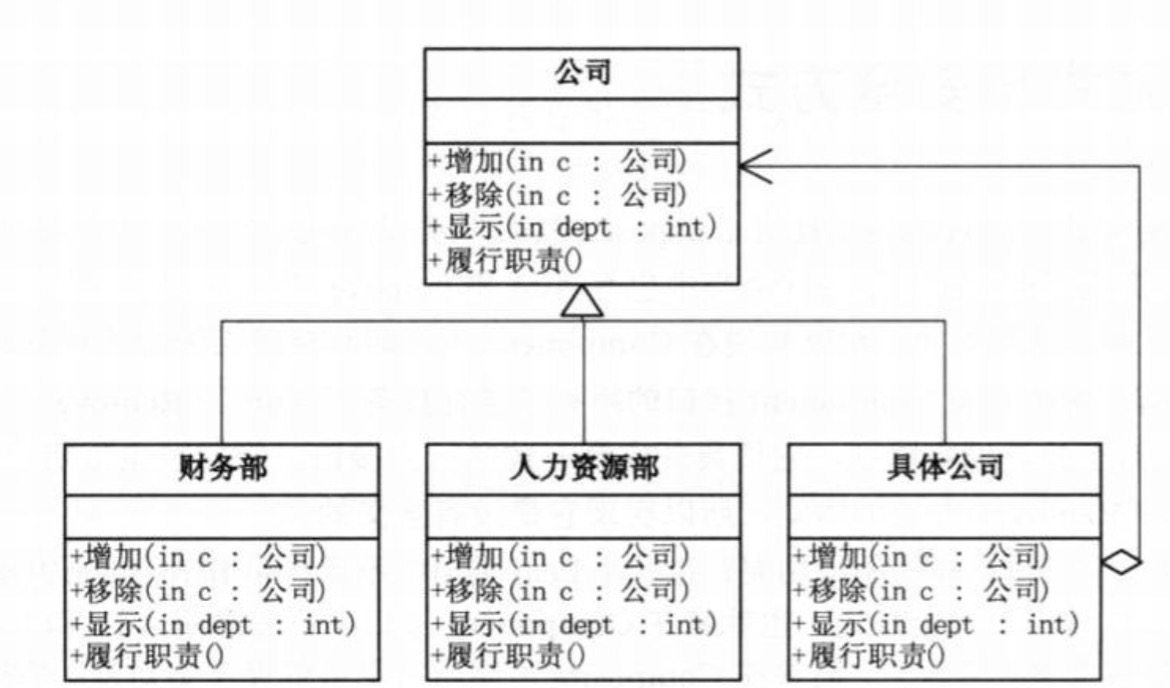 公司
+增加(in c : 公司)
+移除(in c : 公司)
+显示(in dept : int)
+履行职责()
财务部
+增加(in c : 公司)
+移除(in c : 公司)
+显示(in dept : int)
+履行职责()
人力资源部
+增加(in c : 公司)
+移除(in c : 公司)
+显示(in dept : int)
+履行职责()
具体公司
+增加(in c : 公司)
+移除(in c : 公司)
+显示(in dept : int)
+履行职责()